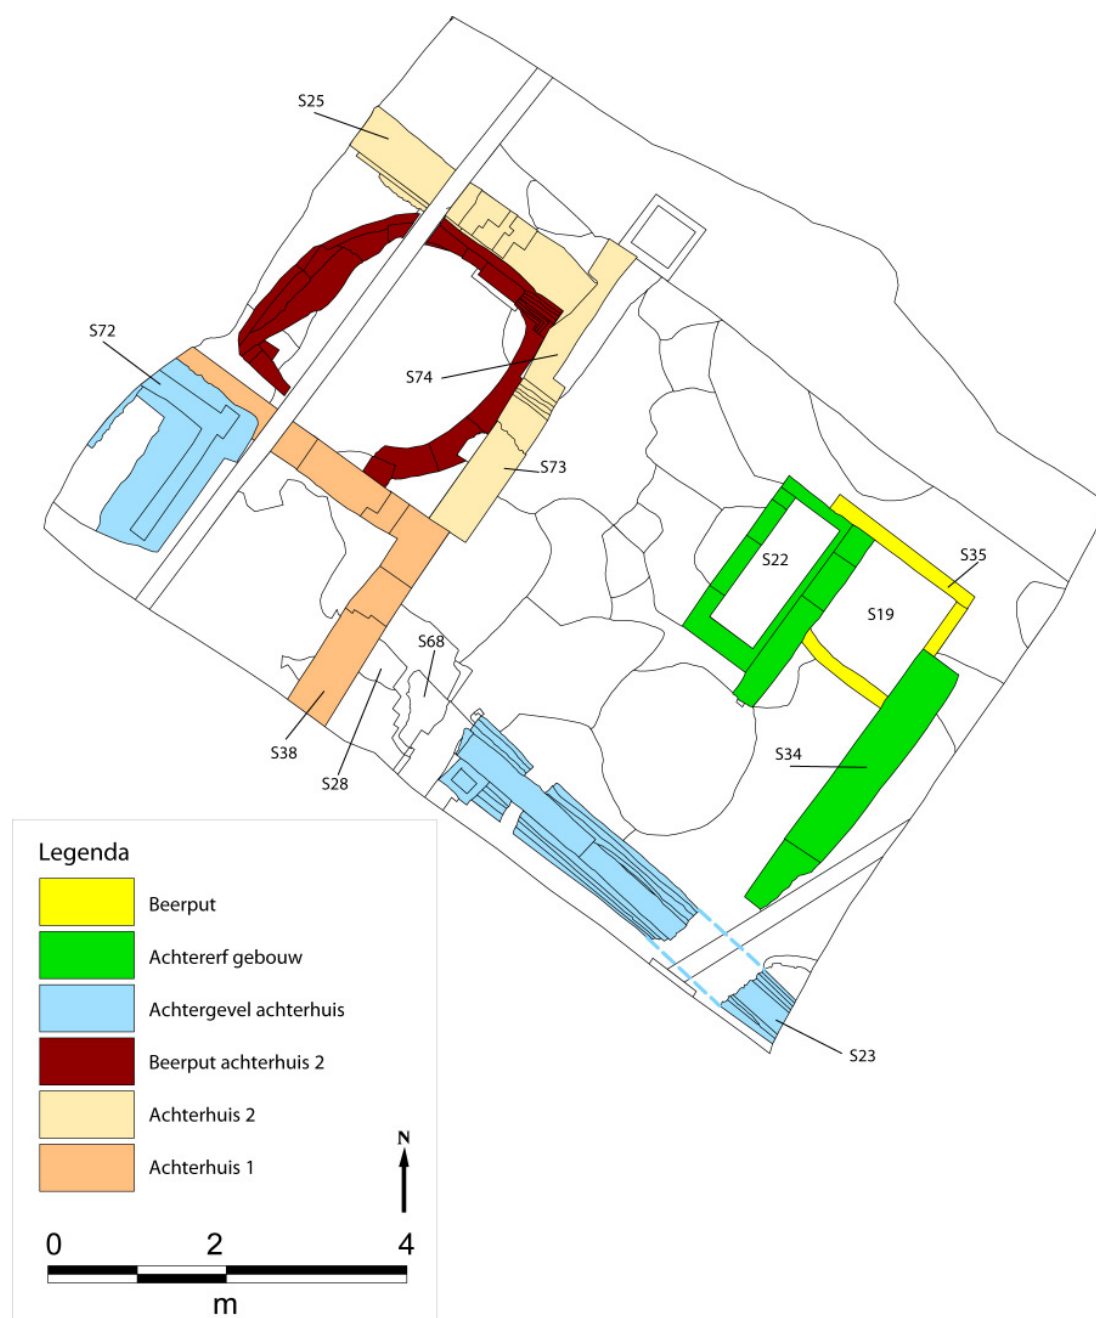 S25
S72
S74
S73
S22
S35
S19
S68
S38
S28
S34
S23
Legenda
Beerput
Achtererf gebouw
Achtergevel achterhuis
Beerput achterhuis 2
Achterhuis 2
Achterhuis 1
N
0 2 4
m